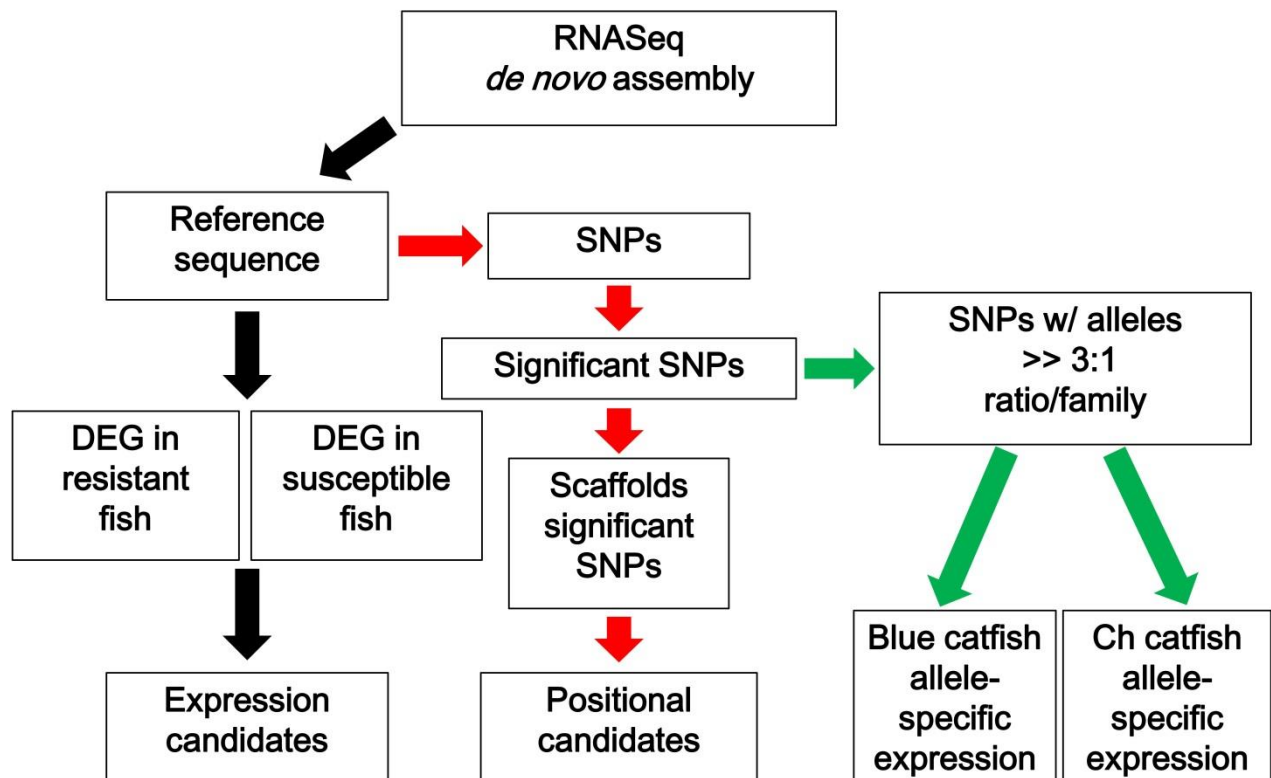 RNASeq
de novo assembly
Reference
sequence
SNPs
Significant SNPs
SNPs w/ alleles
>> 3:1
ratio/family
DEG in
resistant
fish
DEG in
susceptible
fish
Scaffolds
significant
SNPs
Expression
candidates
Positional
candidates
Blue catfish
allele-
specific
expression
Ch catfish
allele-
specific
expression